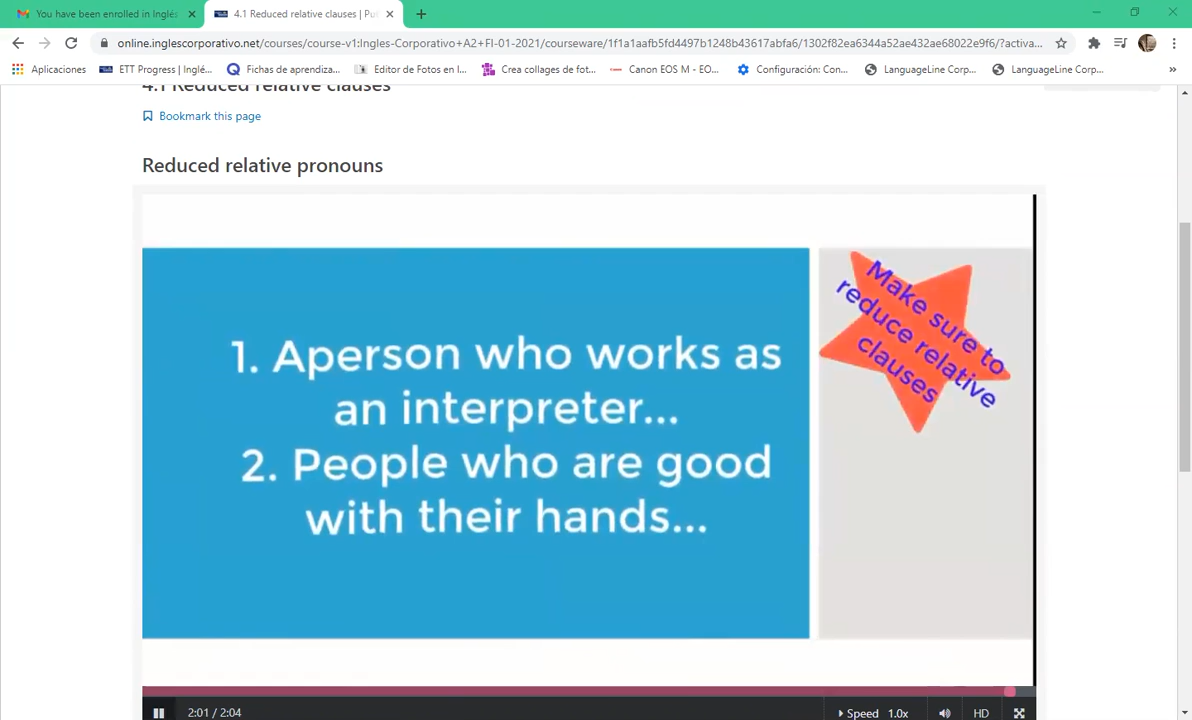 You have been enrolled in Inglés
4.1 Reduced relative clauses | Pu
online.inglescorporativo.net/courses/course-v1:Ingles-Corporativo+A2+FI-01-2021/courseware/1f1a1aafb5fd4497b1248b43617abfa6/1302f82ea6344a52ae432ae68022e9f6/?activa...
Aplicaciones
ETT Progress | Inglé...
Fichas de aprendiza...
Editor de Fotos en l...
Crea collages de fot...
Canon EOS M - EO...
Configuración: Con...
LanguageLine Corp...
LanguageLine Corp...
»
4.1 Reduced relative clauses
Bookmark this page
Reduced relative pronouns
1. Aperson who works as
an interpreter...
2. People who are good
with their hands...
Make sure to
reduce relative
clauses
2:01 / 2:04
Speed 1.0x
HD